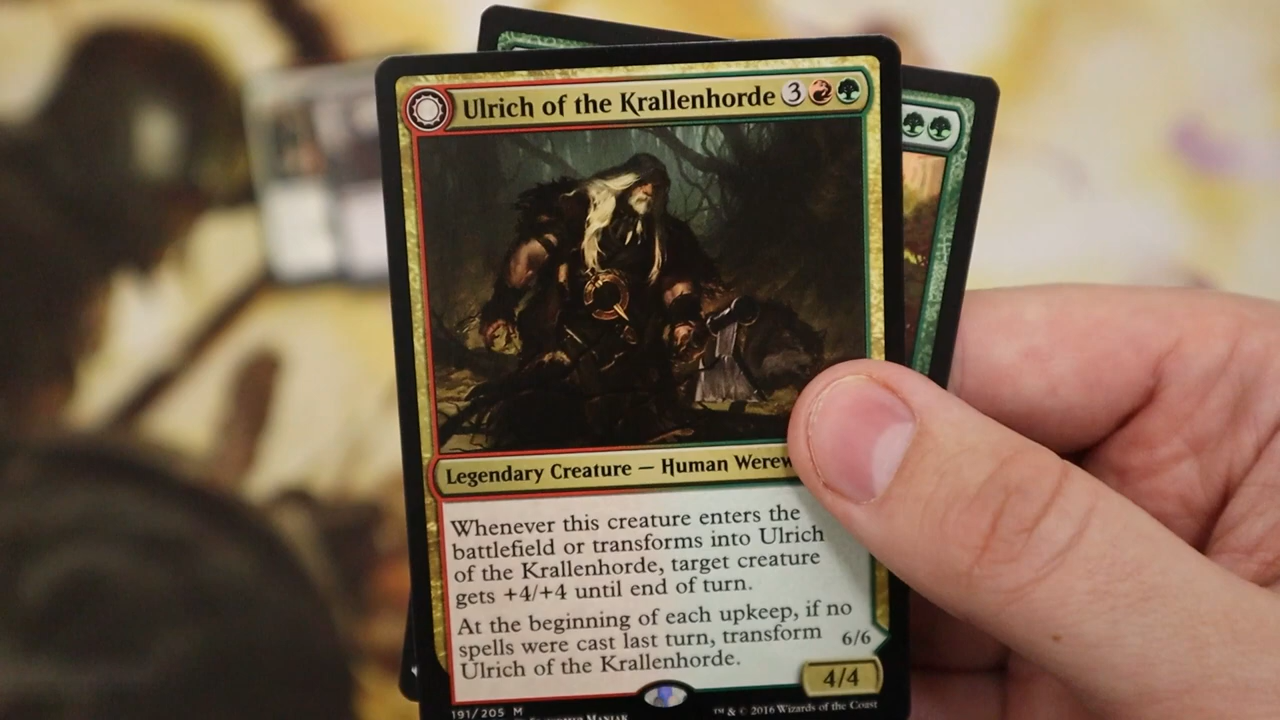 Ulrich of the Krallenhorde 3
Legendary Creature — Human Werew
Whenever this creature enters the
battlefield or transforms into Ulrich
of the Krallenhorde, target creature
gets +4/+4 until end of turn.
At the beginning of each upkeep, if no
spells were cast last turn, transform
Ulrich of the Krallenhorde.
6/6
4/4
191/205 M
™ & © 2016 Wizards of the Coast